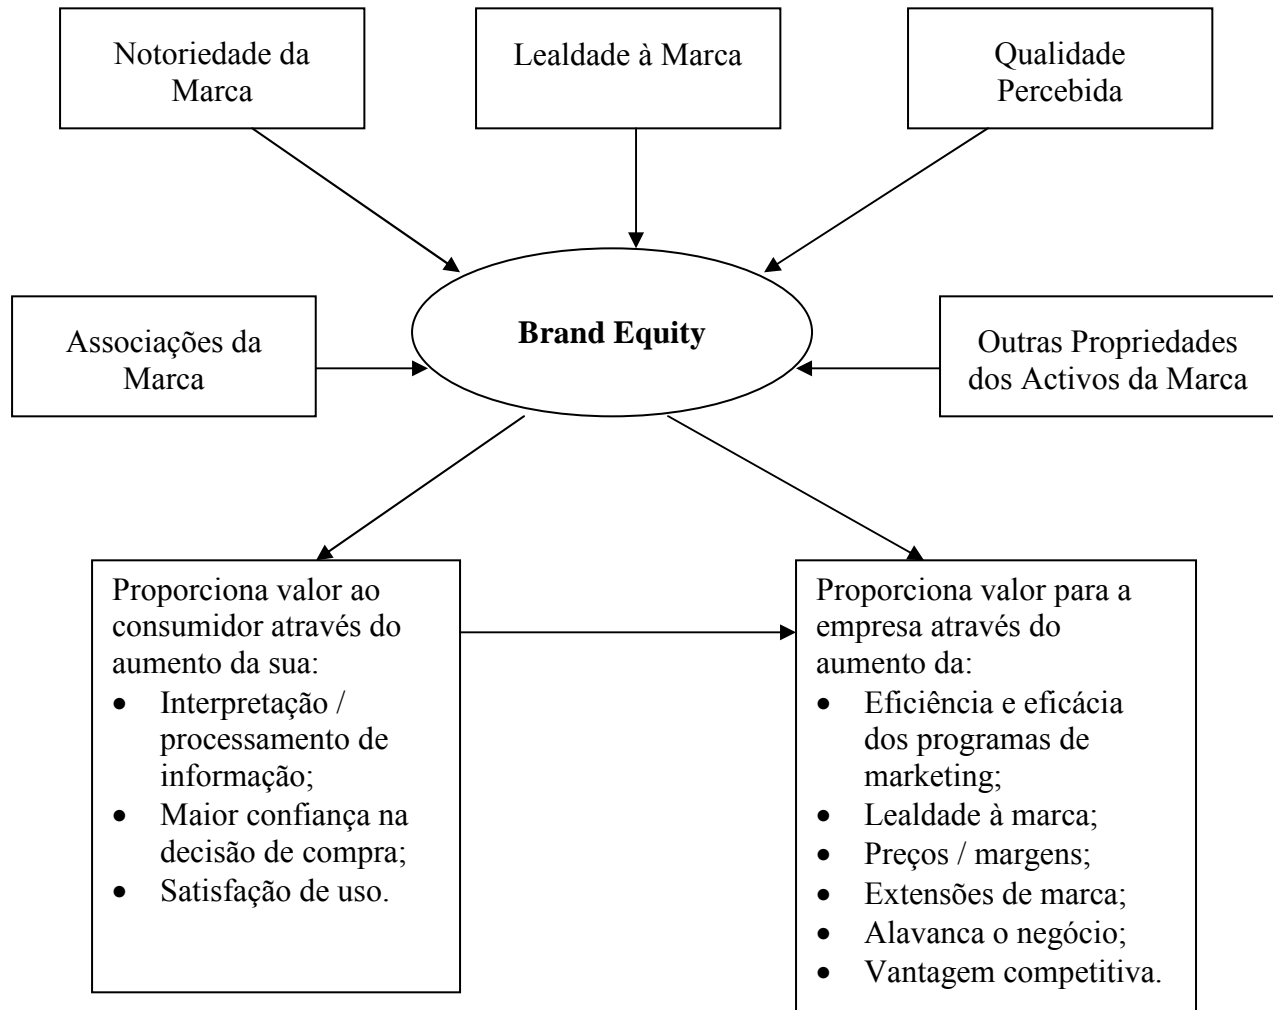 Notoriedade da
Marca
Lealdade à Marca
Qualidade
Percebida
Associações da
Marca
Brand Equity
Outras Propriedades
dos Activos da Marca
Proporciona valor ao
consumidor através do
aumento da sua:
• Interpretação /
processamento de
informação;
• Maior confiança na
decisão de compra;
• Satisfação de uso.
Proporciona valor para a
empresa através do
aumento da:
• Eficiência e eficácia
dos programas de
marketing;
• Lealdade à marca;
• Preços / margens;
• Extensões de marca;
• Alavanca o negócio;
• Vantagem competitiva.